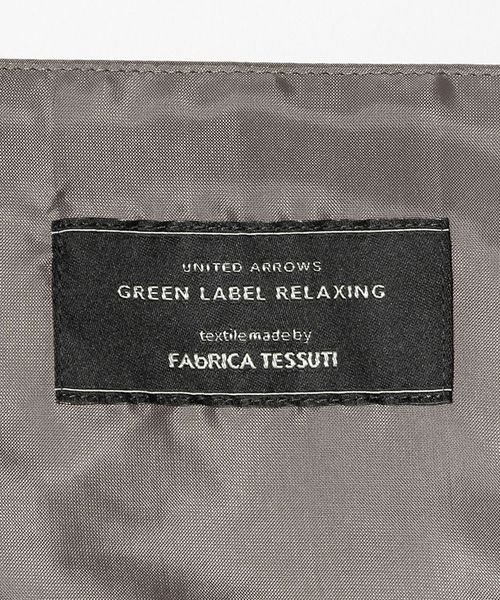 UNITED ARROWS
GREEN LABEL RELAXING
textilemade by
FAbRICA TESSUTI